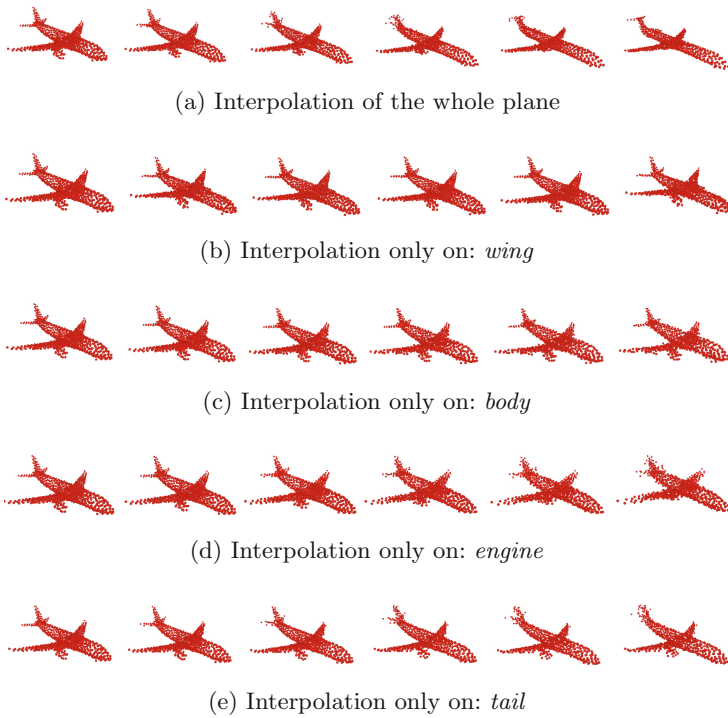 (a) Interpolation of the whole plane
(b) Interpolation only on: wing
(c) Interpolation only on: body
(d) Interpolation only on: engine
(e) Interpolation only on: tail